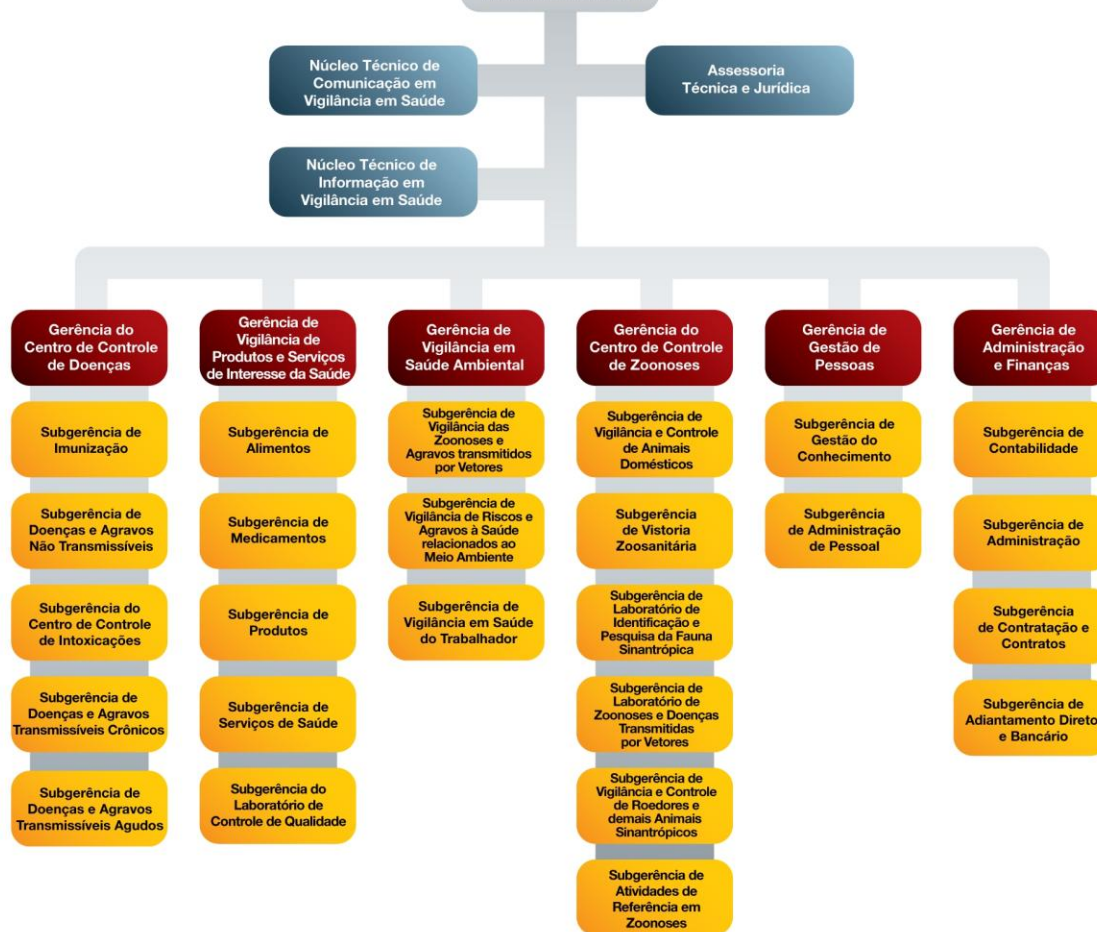 Núcleo Técnico de
Comunicação em
Vigilância em Saúde
Assessoria
Técnica e Jurídica
Núcleo Técnico de
Informação em
Vigilância em Saúde
Gerência do
Centro de Controle
de Doenças
Subgerência de
Imunização
Subgerência de
Doenças e Agravos
Não Transmissíveis
Subgerência do
Centro de Controle
de Intoxicações
Subgerência de
Doenças e Agravos
Transmissíveis Crônicos
Subgerência de
Doenças e Agravos
Transmissíveis Agudos
Gerência de
Vigilância de
Produtos e Serviços
de Interesse da Saúde
Subgerência de
Alimentos
Subgerência de
Medicamentos
Subgerência de
Produtos
Subgerência de
Serviços de Saúde
Subgerência do
Laboratório de
Controle de Qualidade
Gerência de
Vigilância em
Saúde Ambiental
Subgerência de
Vigilância das
Zoonoses e
Agravos transmitidos
por Vetores
Subgerência de
Vigilância de Riscos e
Agravos à Saúde
relacionados ao
Meio Ambiente
Subgerência de
Vigilância em Saúde
do Trabalhador
Gerência do
Centro de Controle
de Zoonoses
Subgerência de
Vigilância e Controle
de Animais
Domésticos
Subgerência
de Vistoria
Zoosanitária
Subgerência de
Laboratório de
Identificação e
Pesquisa da Fauna
Sinantrópica
Subgerência de
Laboratório de
Zoonoses e Doenças
Transmitidas
por Vetores
Subgerência de
Vigilância e Controle
de Roedores e
demais Animais
Sinantrópicos
Subgerência de
Atividades de
Referência em
Zoonoses
Gerência de
Gestão de
Pessoas
Subgerência de
Gestão do
Conhecimento
Subgerência
de Administração
de Pessoal
Gerência de
Administração
e Finanças
Subgerência de
Contabilidade
Subgerência de
Administração
Subgerência
de Contratação e
Contratos
Subgerência de
Adiantamento Direto
e Bancário